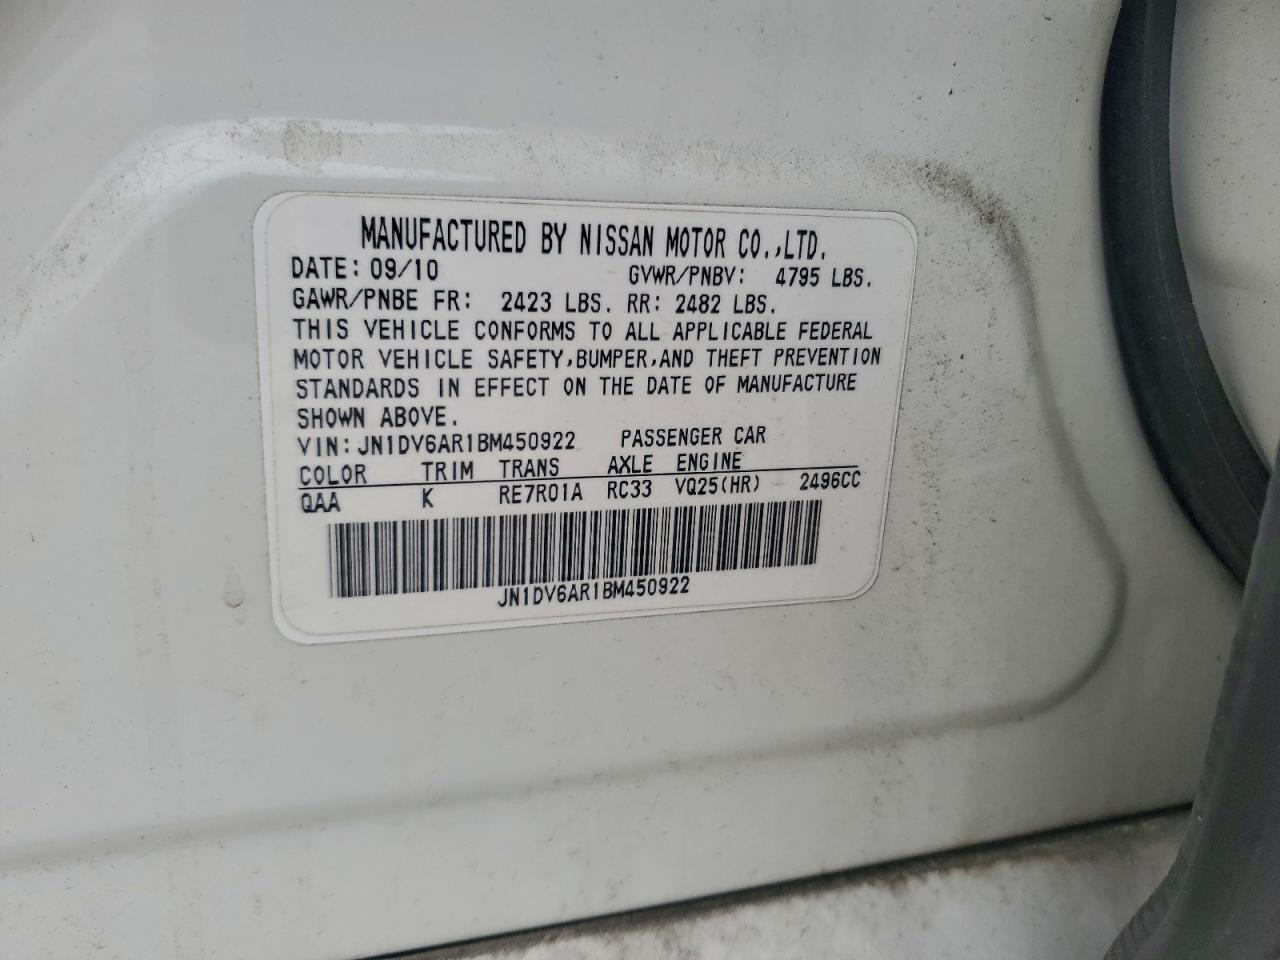 MANUFACTURED BY NISSAN MOTOR CO.,LTD.
DATE: 09/10 GVWR/PNBV: 4795 LBS.
GAWR/PNBE FR: 2423 LBS. RR: 2482 LBS.
THIS VEHICLE CONFORMS TO ALL APPLICABLE FEDERAL
MOTOR VEHICLE SAFETY,BUMPER,AND THEFT PREVENTION
STANDARDS IN EFFECT ON THE DATE OF MANUFACTURE
SHOWN ABOVE.
VIN:JN1DV6AR1BM450922 PASSENGER CAR
COLOR TRIM TRANS AXLE ENGINE
QAA K RE7R01A RC33 VQ25(HR) 2496CC
JN1DV6AR1BM450922